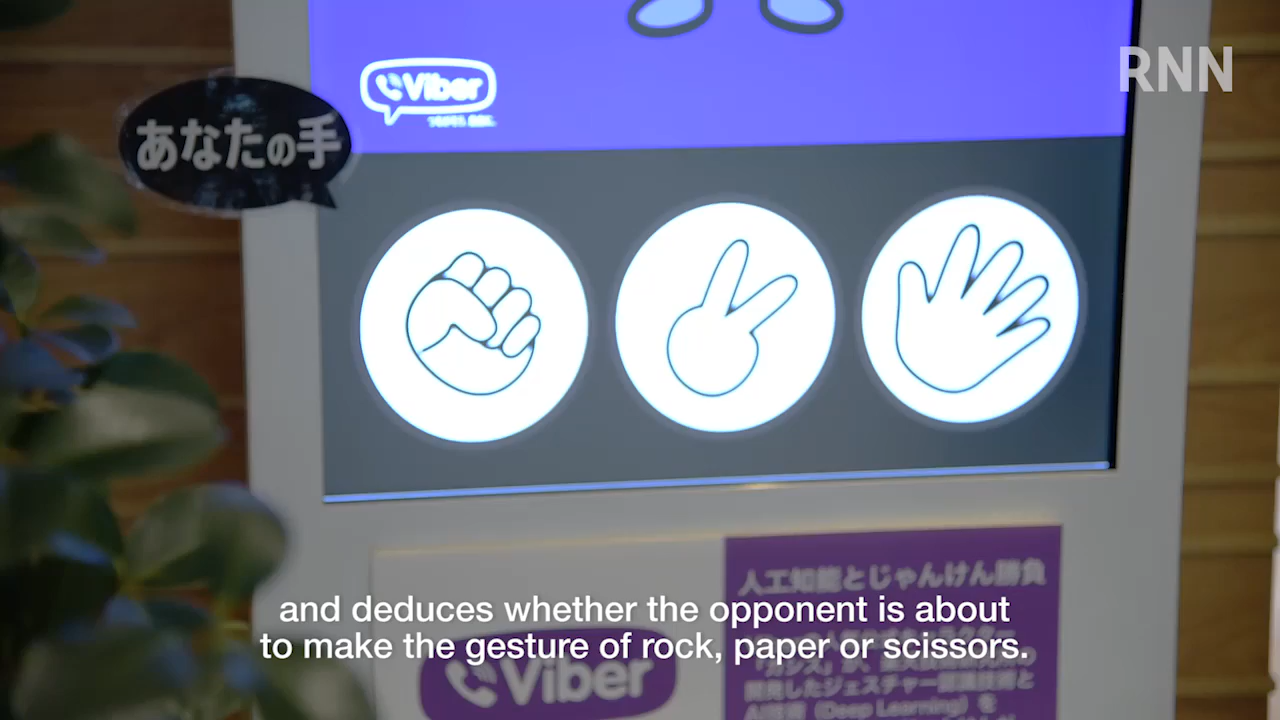 RNN
Viber
あなたの手
人工知能とじゃんけん勝負
and deduces whether the opponent is about
to make the gesture of rock, paper or scissors.
Viber
開発したジェスチャー認識技術と
AI技術（Deep Learning）を